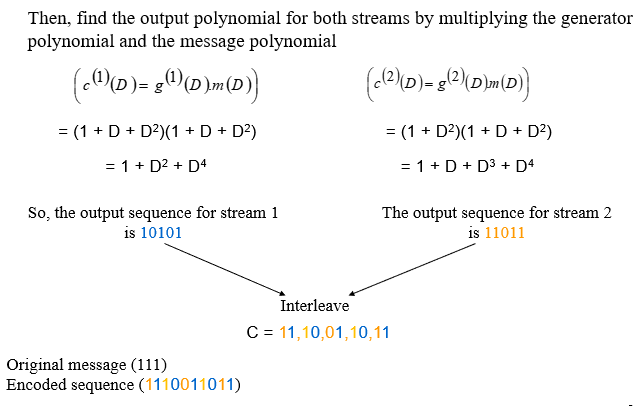 Then, find the output polynomial for both streams by multiplying the generator
polynomial and the message polynomial
(c⁽¹⁾(D)= g⁽¹⁾(D)m(D))
(c⁽²⁾(D)= g⁽²⁾(D)m(D))
= (1 + D + D²)(1 + D + D²)
= (1 + D²)(1 + D + D²)
= 1 + D² + D⁴
= 1 + D + D³ + D⁴
So, the output sequence for stream 1
is 10101
The output sequence for stream 2
is 11011
Interleave
C = 11,10,01,10,11
Original message (111)
Encoded sequence (1110011011)